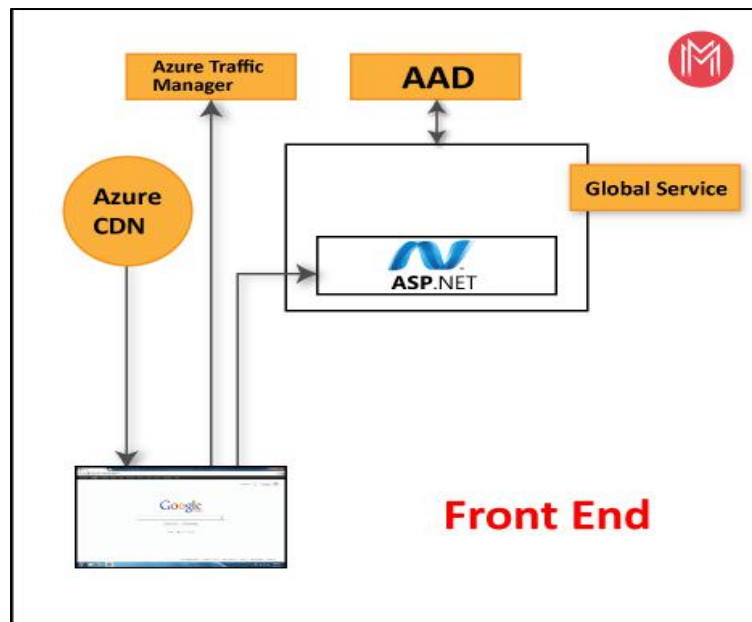 Azure Traffic
Manager
AAD
Azure
CDN
Global Service
ASP.NET
Google
Front End